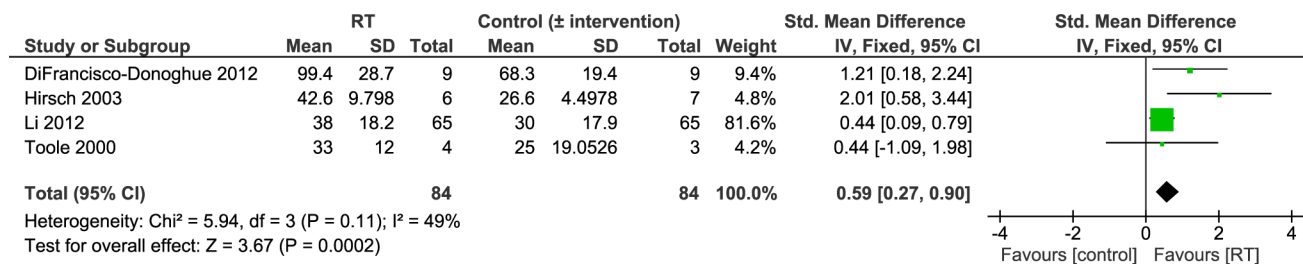 RT Control (± intervention) Std. Mean Difference Std. Mean Difference
Study or Subgroup Mean SD Total Mean SD Total Weight IV, Fixed, 95% CI IV, Fixed, 95% CI
DiFrancisco-Donoghue 2012 99.4 28.7 9 68.3 19.4 9 9.4% 1.21 [0.18, 2.24]
Hirsch 2003 42.6 9.798 6 26.6 4.4978 7 4.8% 2.01 [0.58, 3.44]
Li 2012 38 18.2 65 30 17.9 65 81.6% 0.44 [0.09, 0.79]
Toole 2000 33 12 4 25 19.0526 3 4.2% 0.44 [-1.09, 1.98]
Total (95% CI) 84 84 100.0% 0.59 [0.27, 0.90]
Heterogeneity: Chi² = 5.94, df = 3 (P = 0.11); I² = 49%
Test for overall effect: Z = 3.67 (P = 0.0002)
-4 -2 0 2 4
Favours [control] Favours [RT]